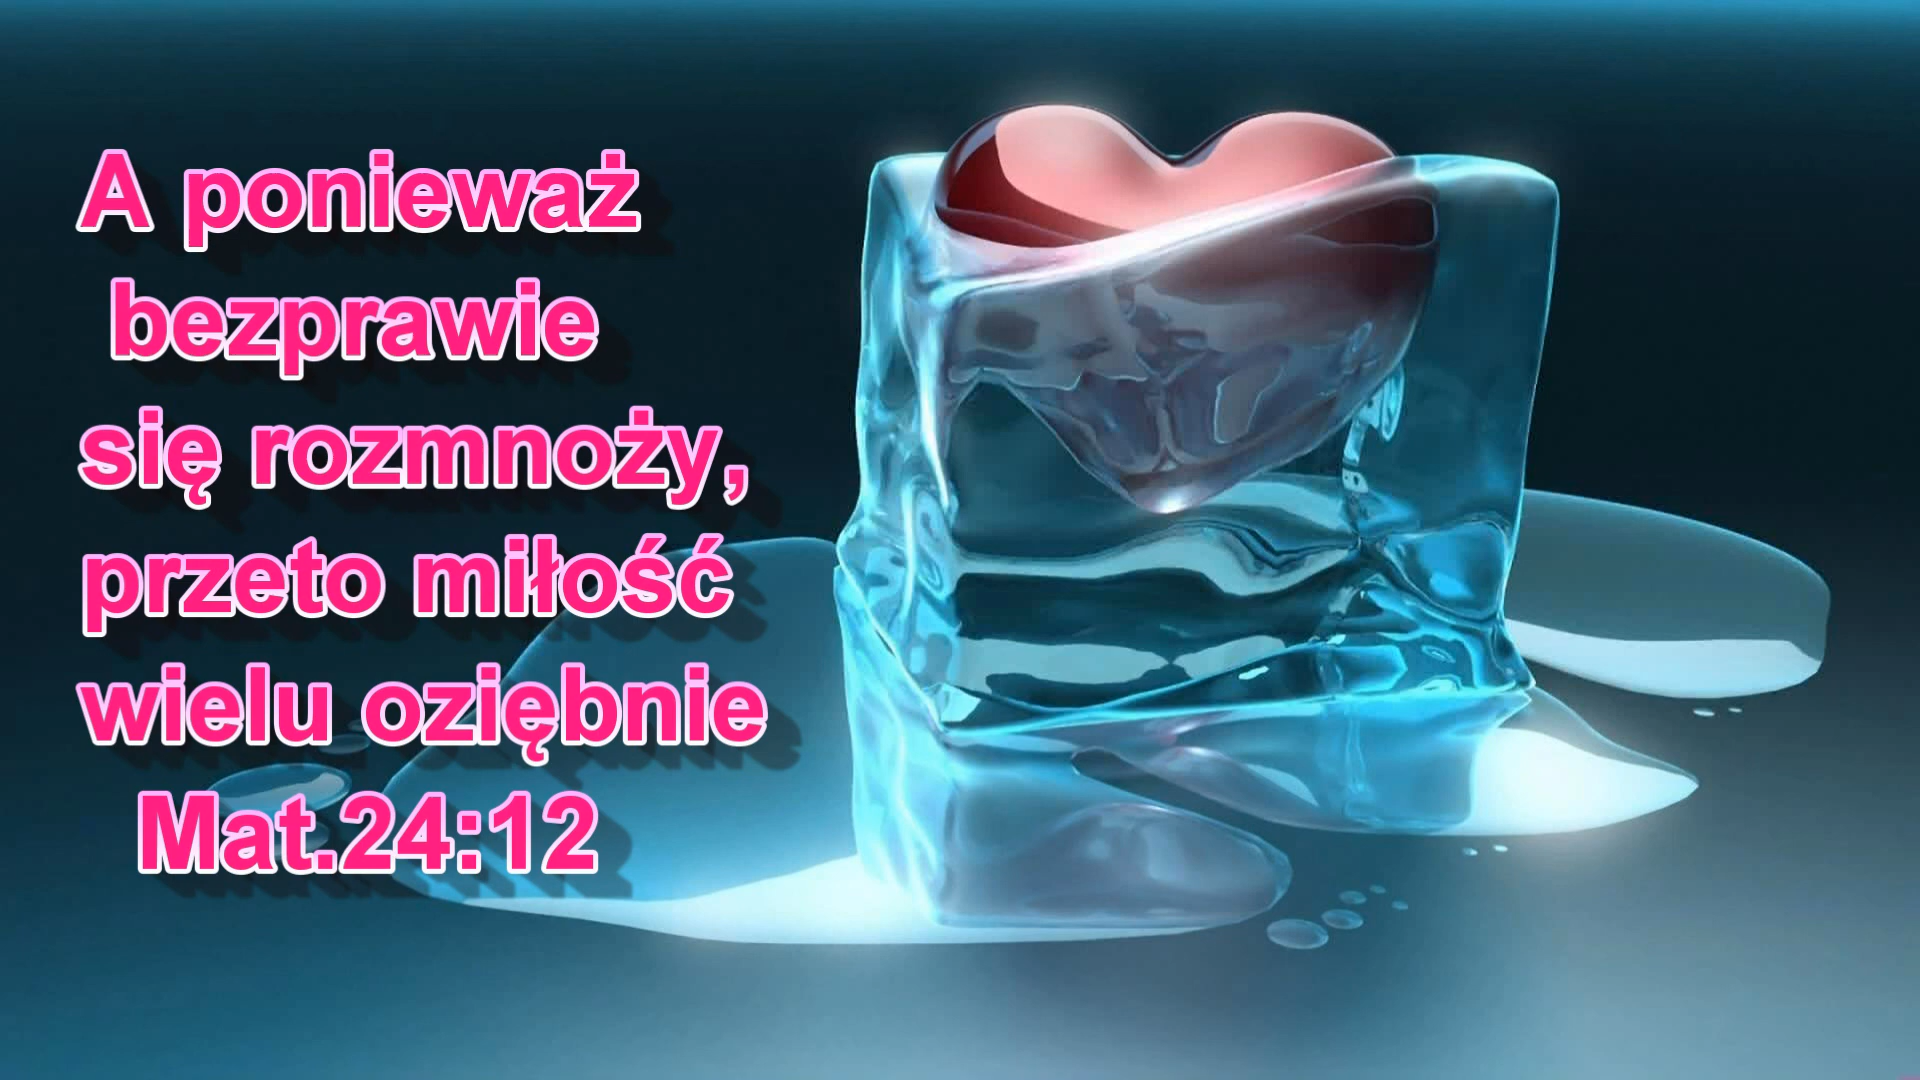 A ponieważ
bezprawie
się rozmnoży,
przeto miłość
wielu oziębnie
Mat.24:12